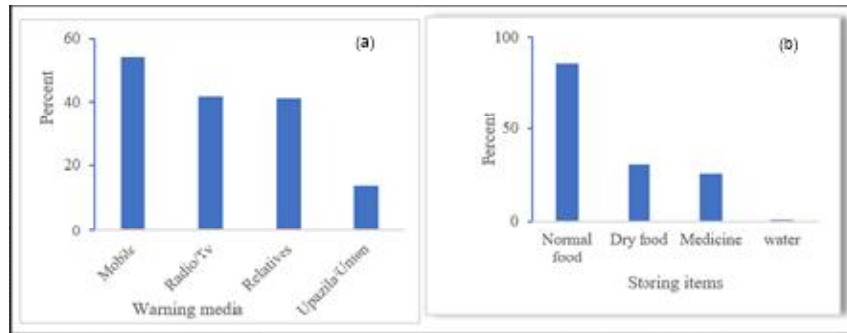 (a)
60
40
20
0
Percent
Mobile
Radio/Tv
Relatives
Upazila-Union
Warning media
(b)
100
50
0
Percent
Normal
food
Dry food
Medicine
water
Storing items